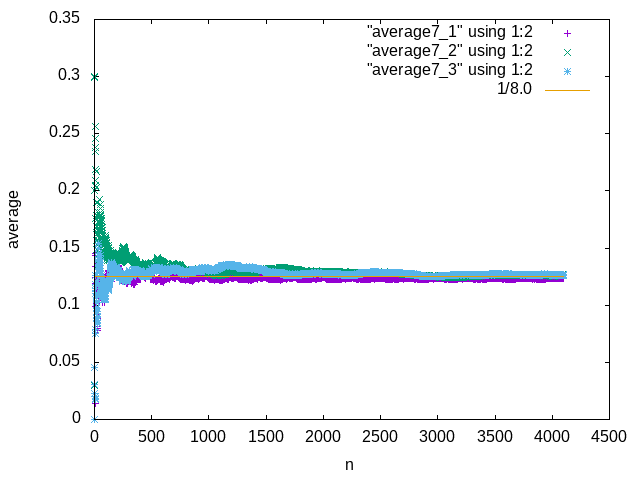 0.35
0.3
0.25
0.2
0.15
0.1
0.05
0
0 500 1000 1500 2000 2500 3000 3500 4000 4500
average
n
"average7_1" using 1:2
"average7_2" using 1:2
"average7_3" using 1:2
1/8.0